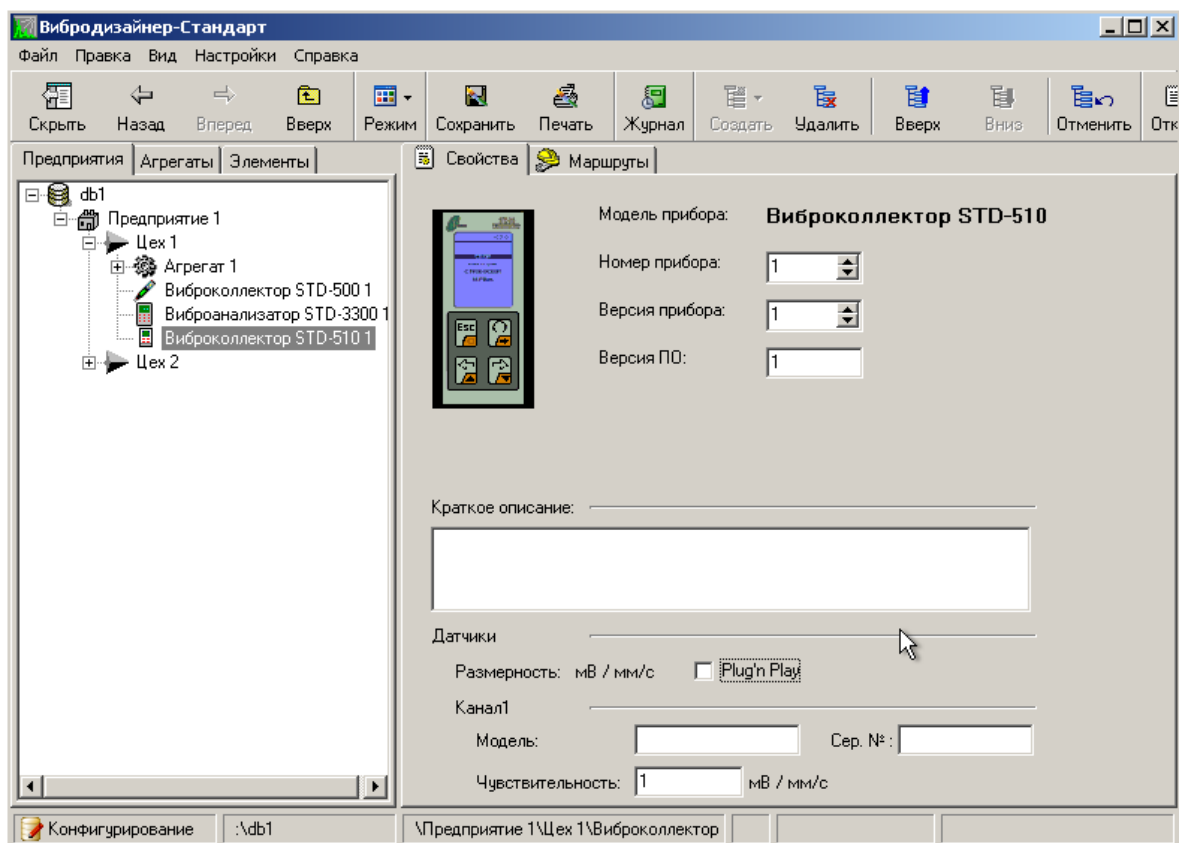 Вибродизайнер-Стандарт
Файл Правка Вид Настройки Справка
Скрыть Назад Вперед Вверх Режим Сохранить Печать Журнал Создать Удалить Вверх Вниз Отменить Отк
Предприятия Агрегаты Элементы
Свойства Маршруты
db1
Предприятие 1
Цех 1
Агрегат 1
Виброколлектор STD-500 1
Виброанализатор STD-3300 1
Виброколлектор STD-510 1
Цех 2
Модель прибора: Виброколлектор STD-510
Номер прибора: 1
Версия прибора: 1
Версия ПО: 1
Esc
Краткое описание:
Датчики
Размерность: мВ / мм/с Plug'n Play
Канал1
Модель: Сер. №:
Чувствительность: 1 мВ / мм/с
Конфигурирование :\db1 \Предприятие 1\Цех 1\Виброколлектор